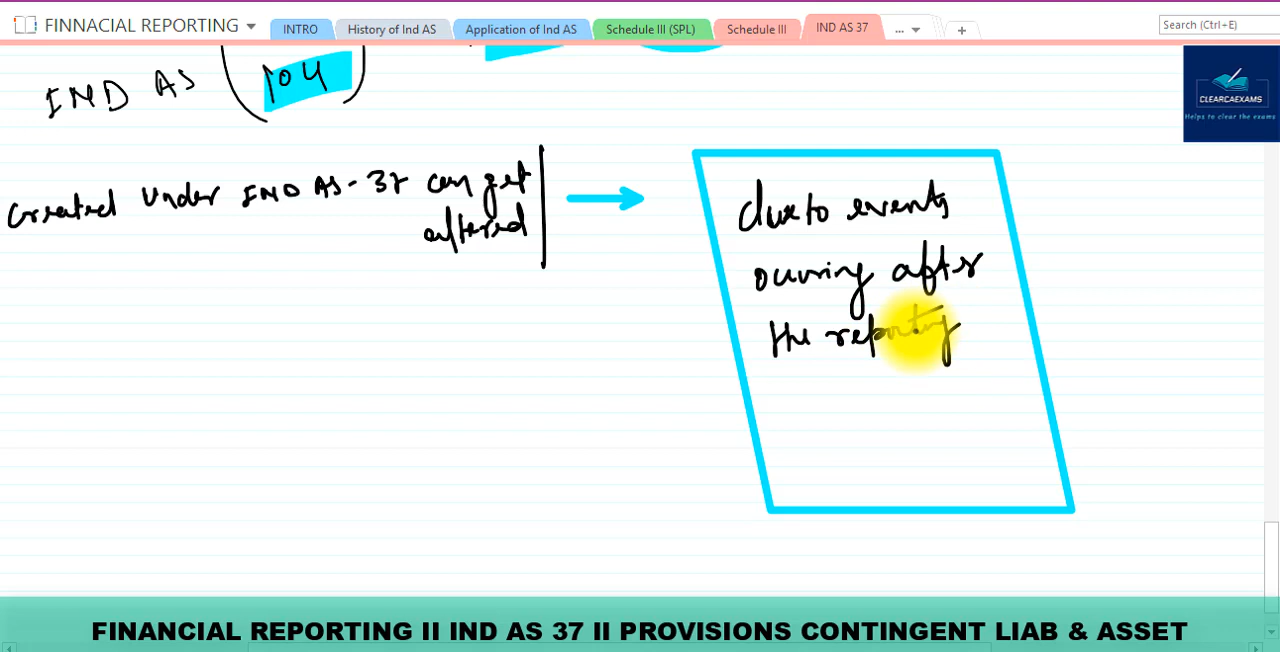 FINNACIAL REPORTING
INTRO
History of Ind AS
Application of Ind AS
Schedule III (SPL)
Schedule III
IND AS 37
...
Search (Ctrl+E)
CLEARCAEXAMS
Helps to clear the exams
IND AS (104)
created under IND AS-37 can get
altered
due to events
ocurring after
the reporting
FINANCIAL REPORTING II IND AS 37 II PROVISIONS CONTINGENT LIAB & ASSET